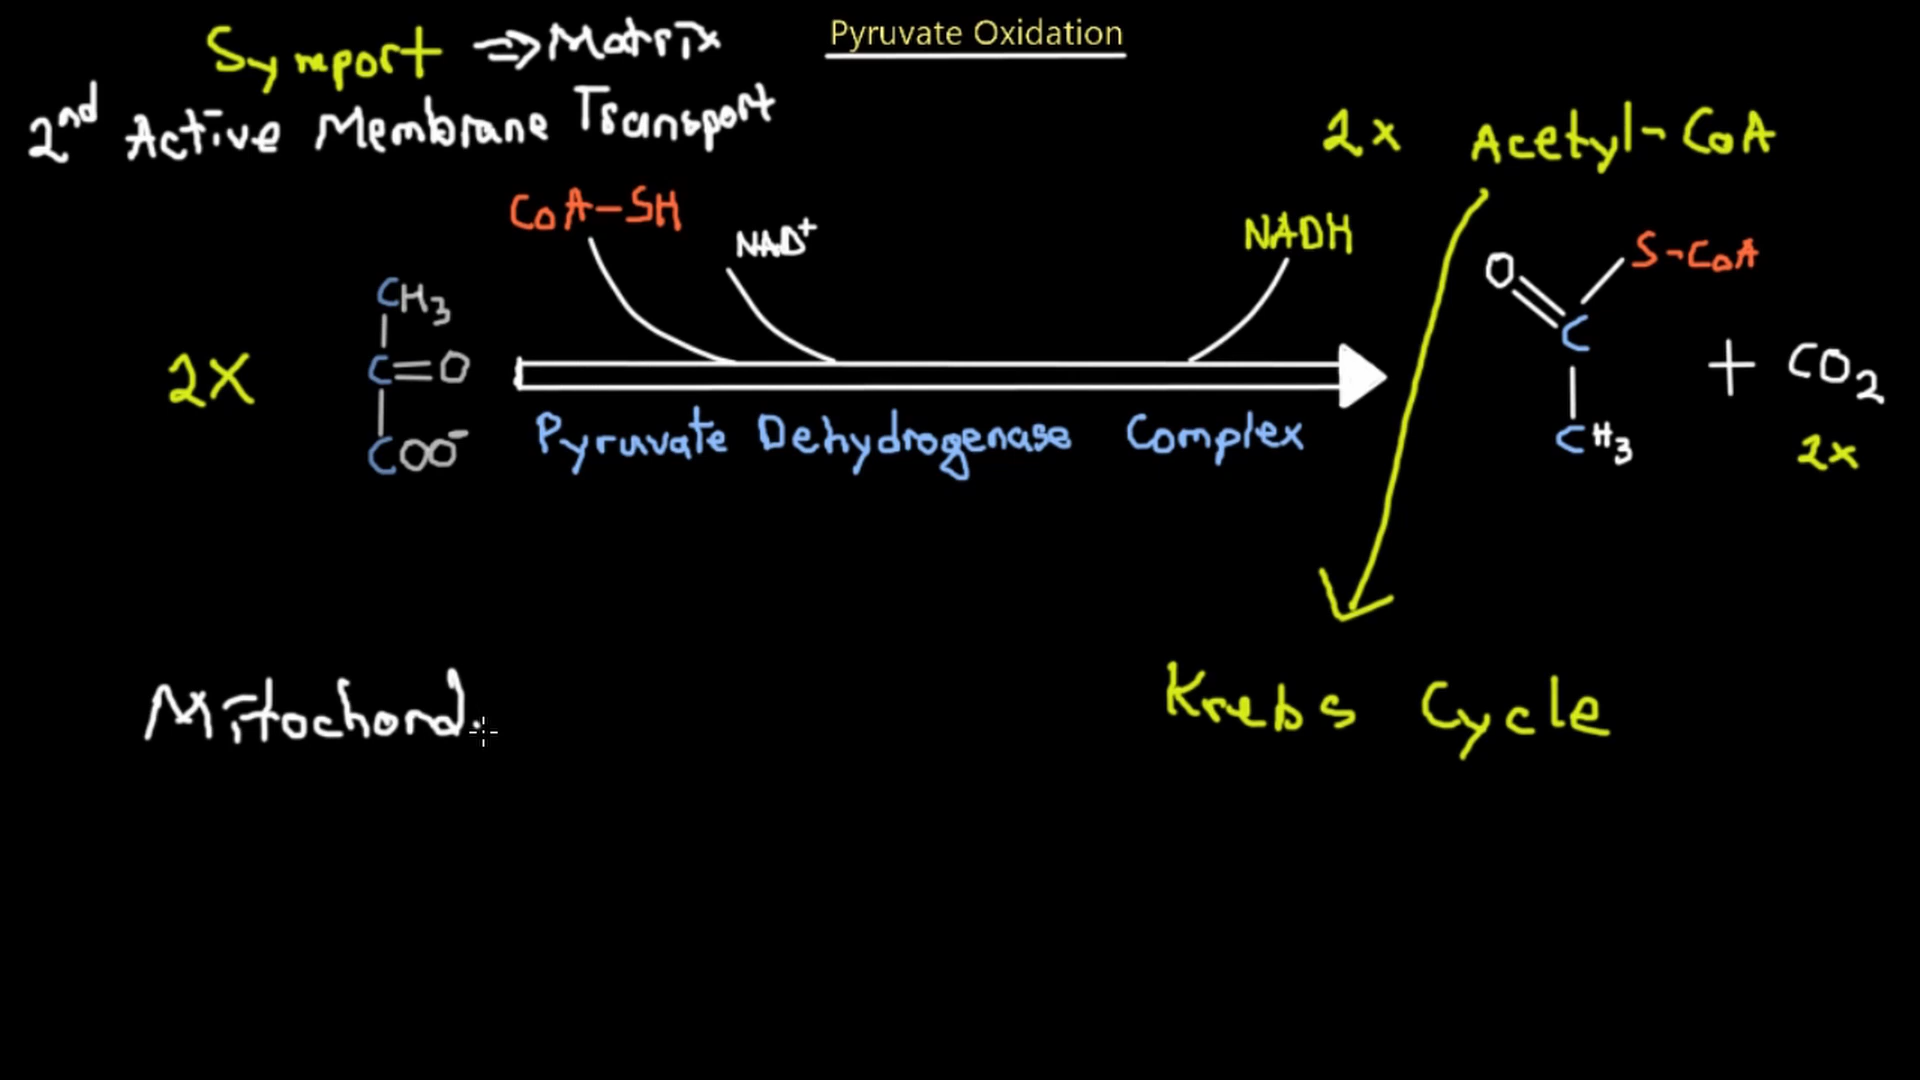 Pyruvate Oxidation
Symport => Matrix
2nd Active Membrane Transport
2x Acetyl-CoA
CoA-SH
NAD+
NADH
S-CoA
O
C
CH3
+ CO2
2x
2X
CH3
C=O
COO-
Pyruvate Dehydrogenase Complex
Krebs Cycle
Mitochondi